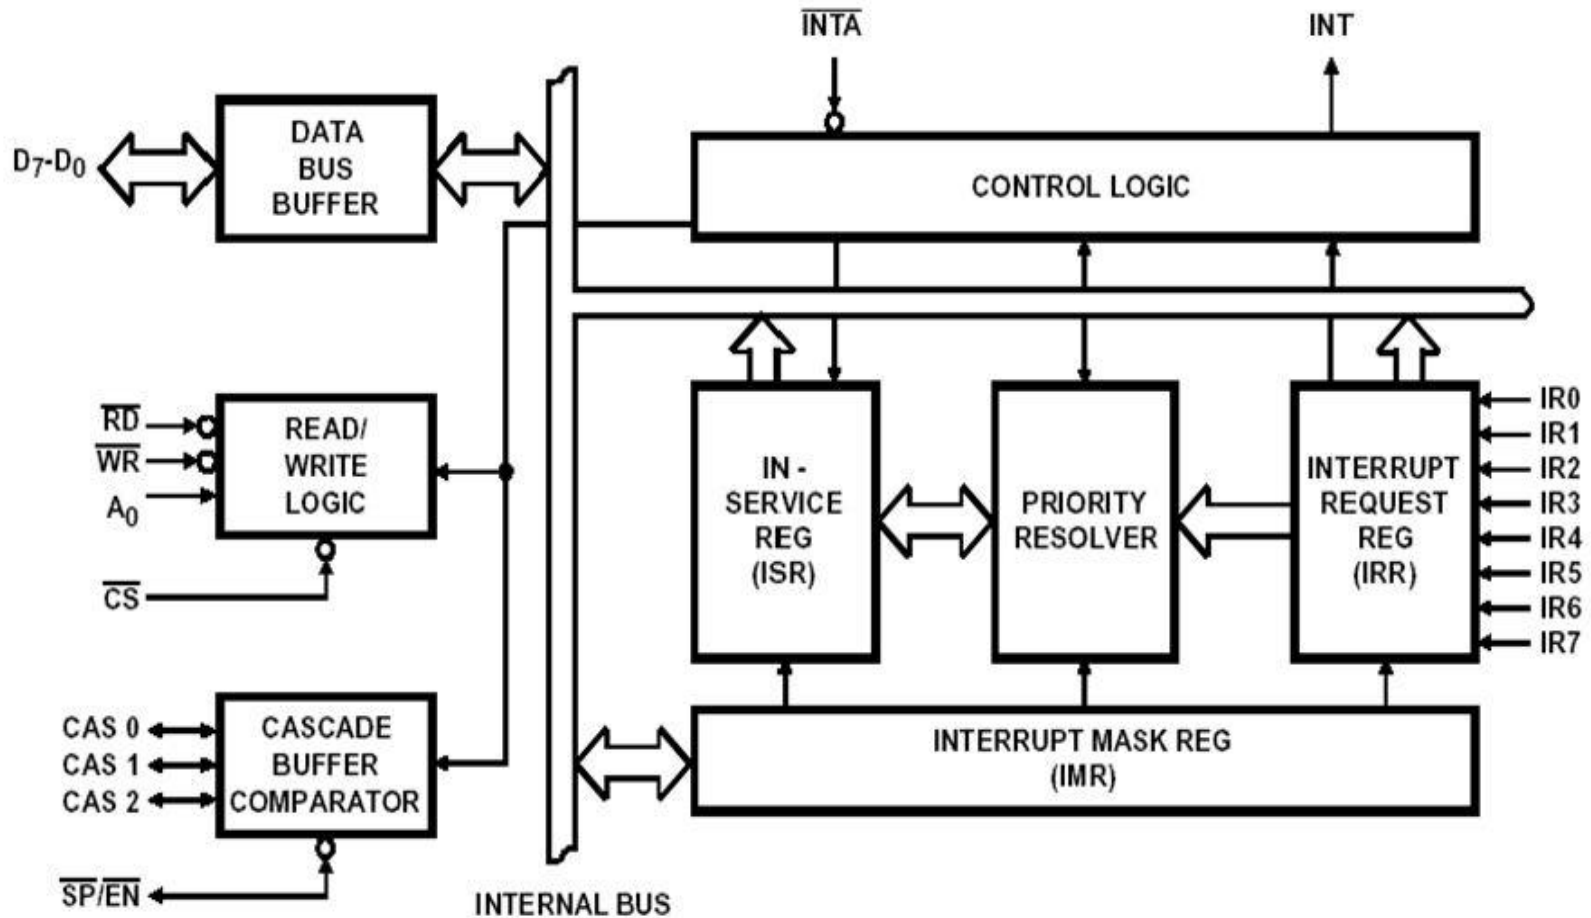 INTA
INT
D7-D0
DATA
BUS
BUFFER
CONTROL LOGIC
RD
WR
A0
CS
READ/
WRITE
LOGIC
IN -
SERVICE
REG
(ISR)
PRIORITY
RESOLVER
INTERRUPT
REQUEST
REG
(IRR)
IR0
IR1
IR2
IR3
IR4
IR5
IR6
IR7
CAS 0
CAS 1
CAS 2
CASCADE
BUFFER
COMPARATOR
SP/EN
INTERRUPT MASK REG
(IMR)
INTERNAL BUS